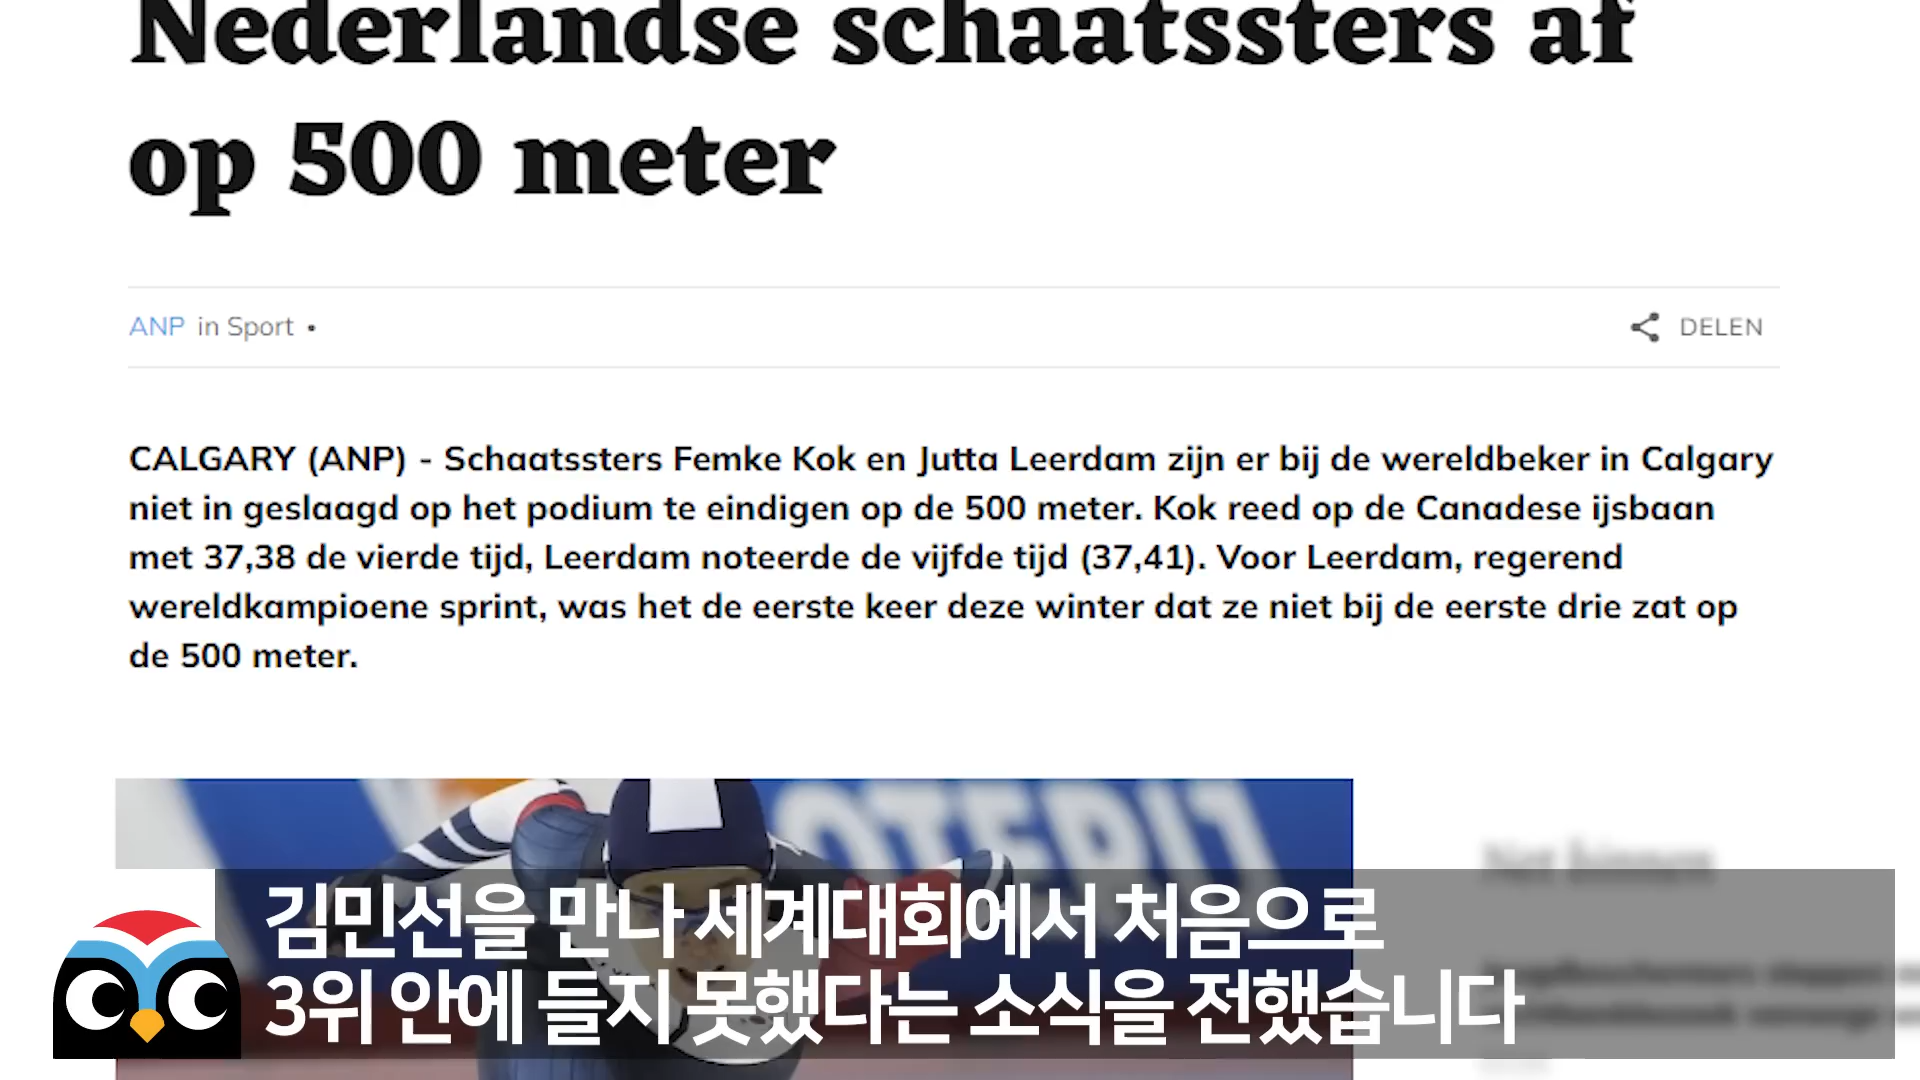 Nederlandse schaatssters af
op 500 meter
ANP in Sport •
DELEN
CALGARY (ANP) - Schaatssters Femke Kok en Jutta Leerdam zijn er bij de wereldbeker in Calgary
niet in geslaagd op het podium te eindigen op de 500 meter. Kok reed op de Canadese ijsbaan
met 37,38 de vierde tijd, Leerdam noteerde de vijfde tijd (37,41). Voor Leerdam, regerend
wereldkampioene sprint, was het de eerste keer deze winter dat ze niet bij de eerste drie zat op
de 500 meter.
김민선을 만나 세계대회에서 처음으로
3위 안에 들지 못했다는 소식을 전했습니다